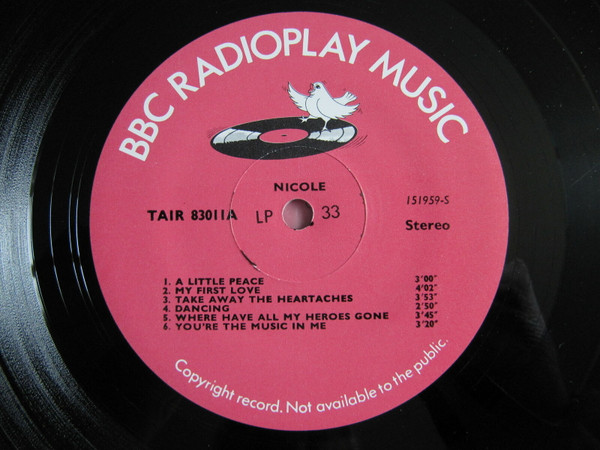 BBC RADIOPLAY MUSIC
NICOLE
151959-S
TAIR 83011A LP 33 Stereo
1. A LITTLE PEACE 3'00"
2. MY FIRST LOVE 4'02"
3. TAKE AWAY THE HEARTACHES 3'53"
4. DANCING 2'50"
5. WHERE HAVE ALL MY HEROES GONE 3'45"
6. YOU'RE THE MUSIC IN ME 3'20"
Copyright record. Not available to the public.